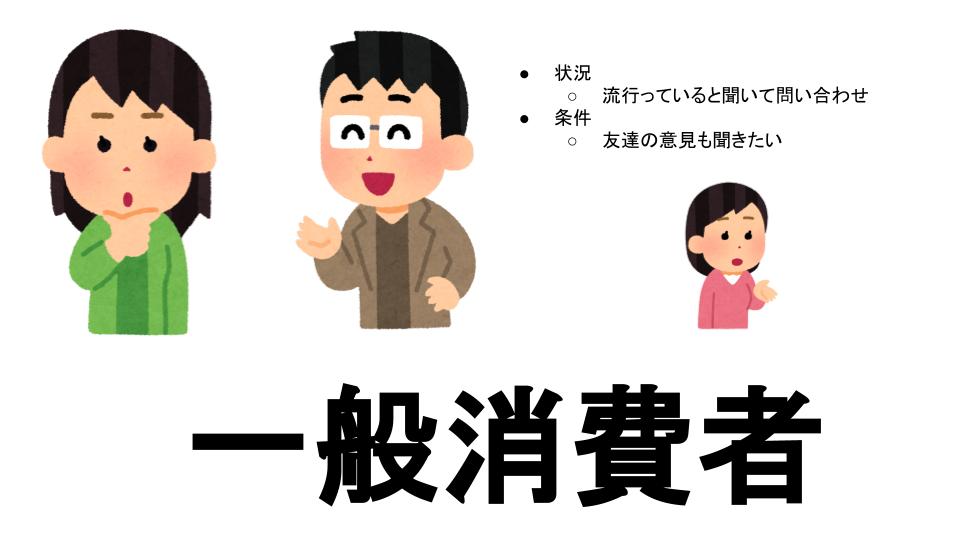 ● 状況
○ 流行っていると聞いて問い合わせ
● 条件
○ 友達の意見も聞きたい
一般消費者